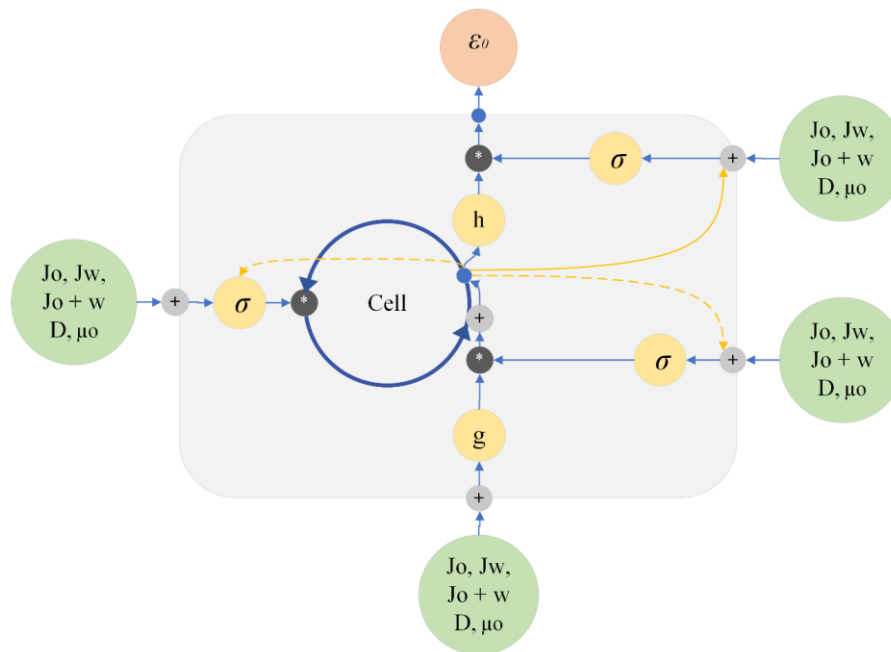 ε₀
Jo, Jw,
Jo + w
D, μo
*
σ
+
h
Jo, Jw,
Jo + w
D, μo
+
σ
*
Cell
+
*
σ
+
Jo, Jw,
Jo + w
D, μo
g
+
Jo, Jw,
Jo + w
D, μo